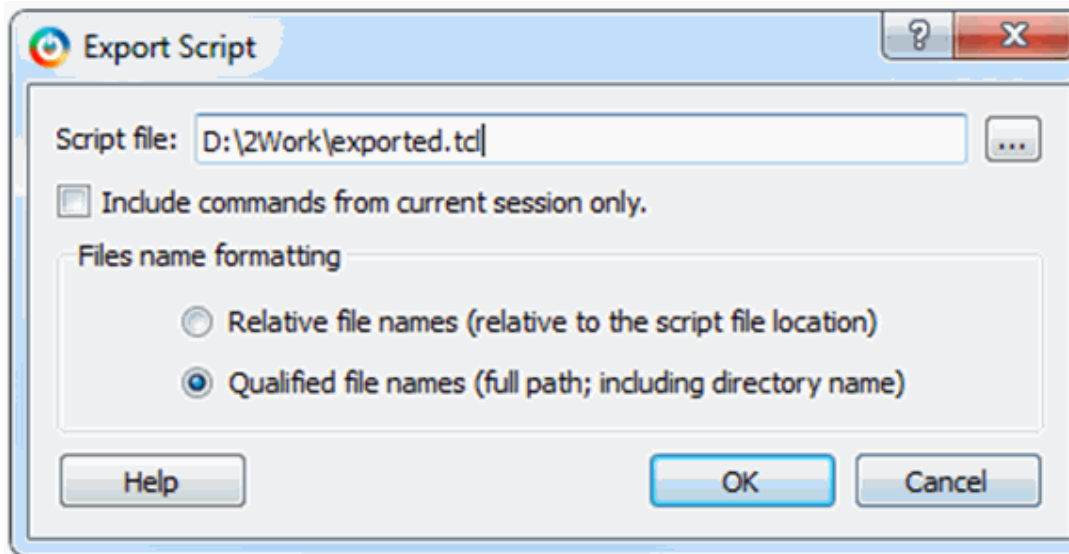 Export Script
?
Script file: D:\2Work\exported.tcl
...
Include commands from current session only.
Files name formatting
Relative file names (relative to the script file location)
Qualified file names (full path; including directory name)
Help OK Cancel